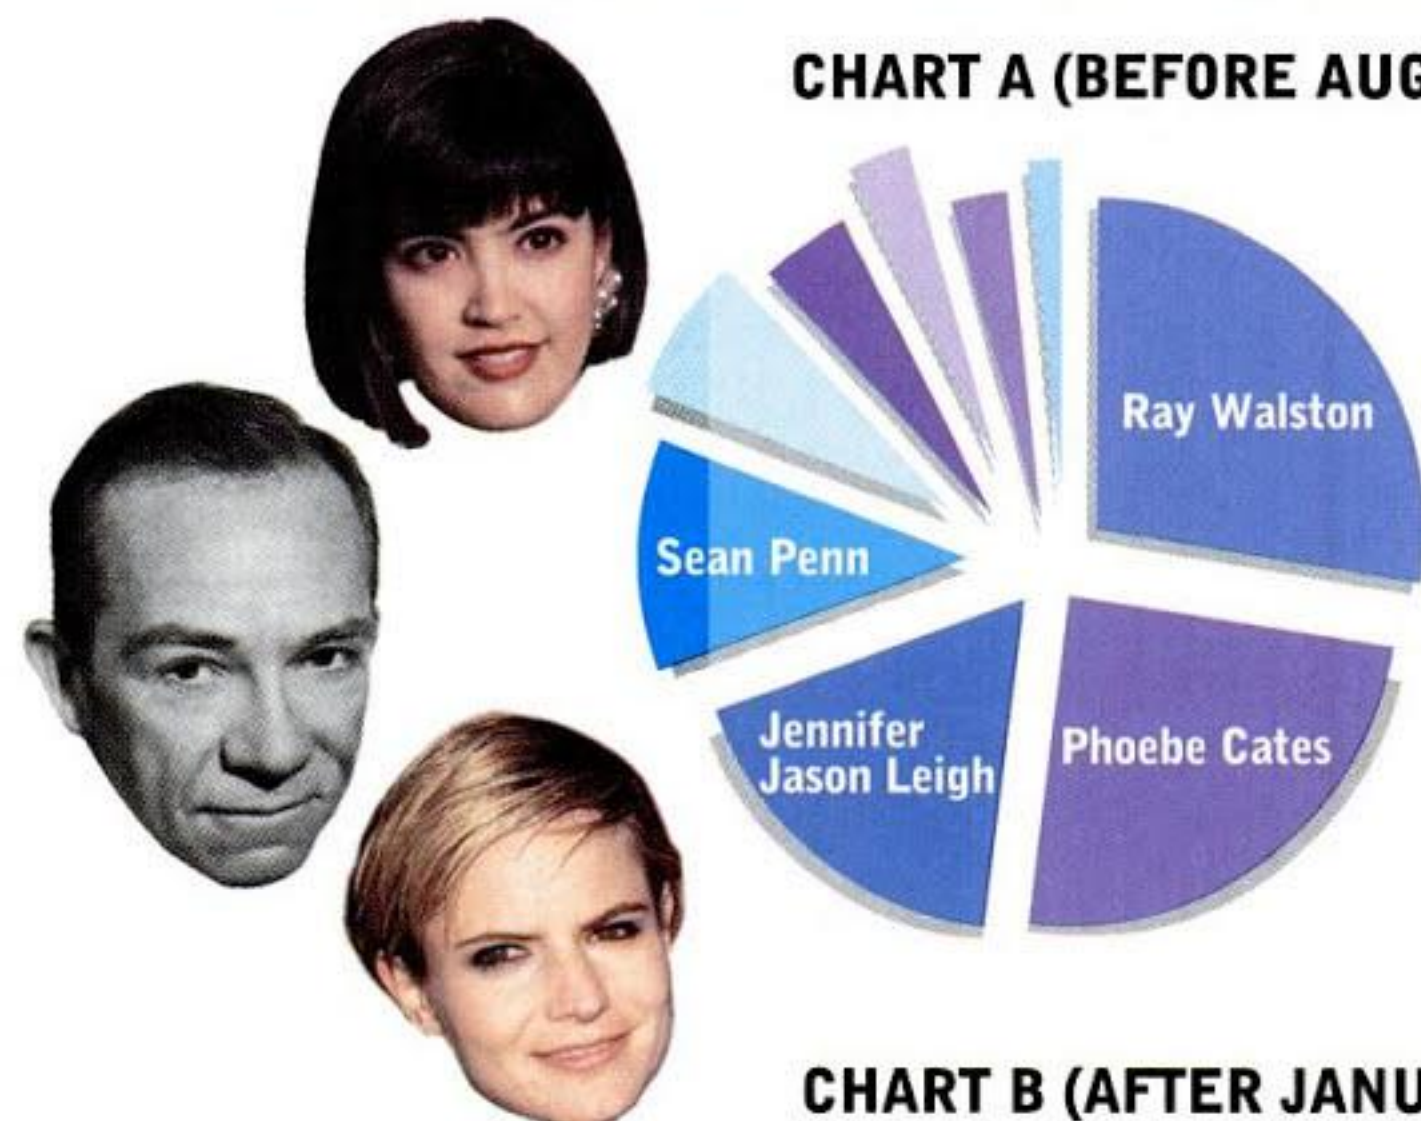 CHART A (BEFORE AUG
Ray Walston
Sean Penn
Jennifer
Jason Leigh
Phoebe Cates
CHART B (AFTER JANU